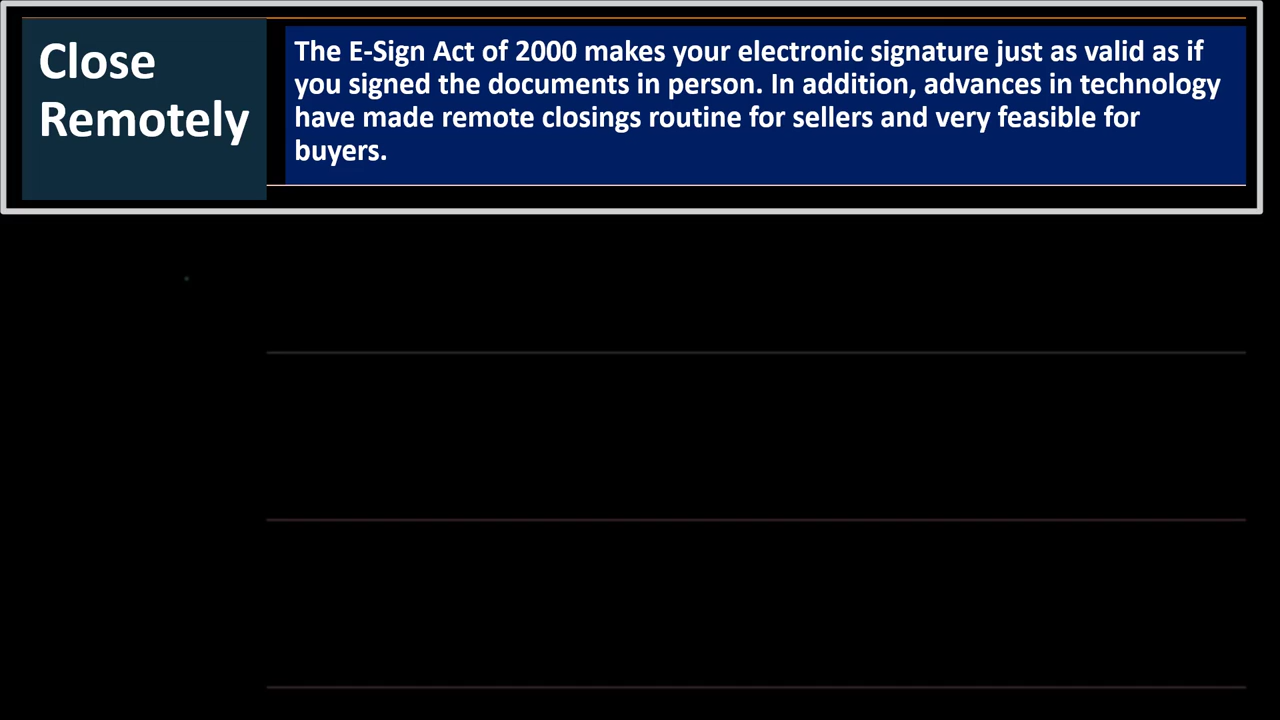 Close
Remotely
The E-Sign Act of 2000 makes your electronic signature just as valid as if
you signed the documents in person. In addition, advances in technology
have made remote closings routine for sellers and very feasible for
buyers.